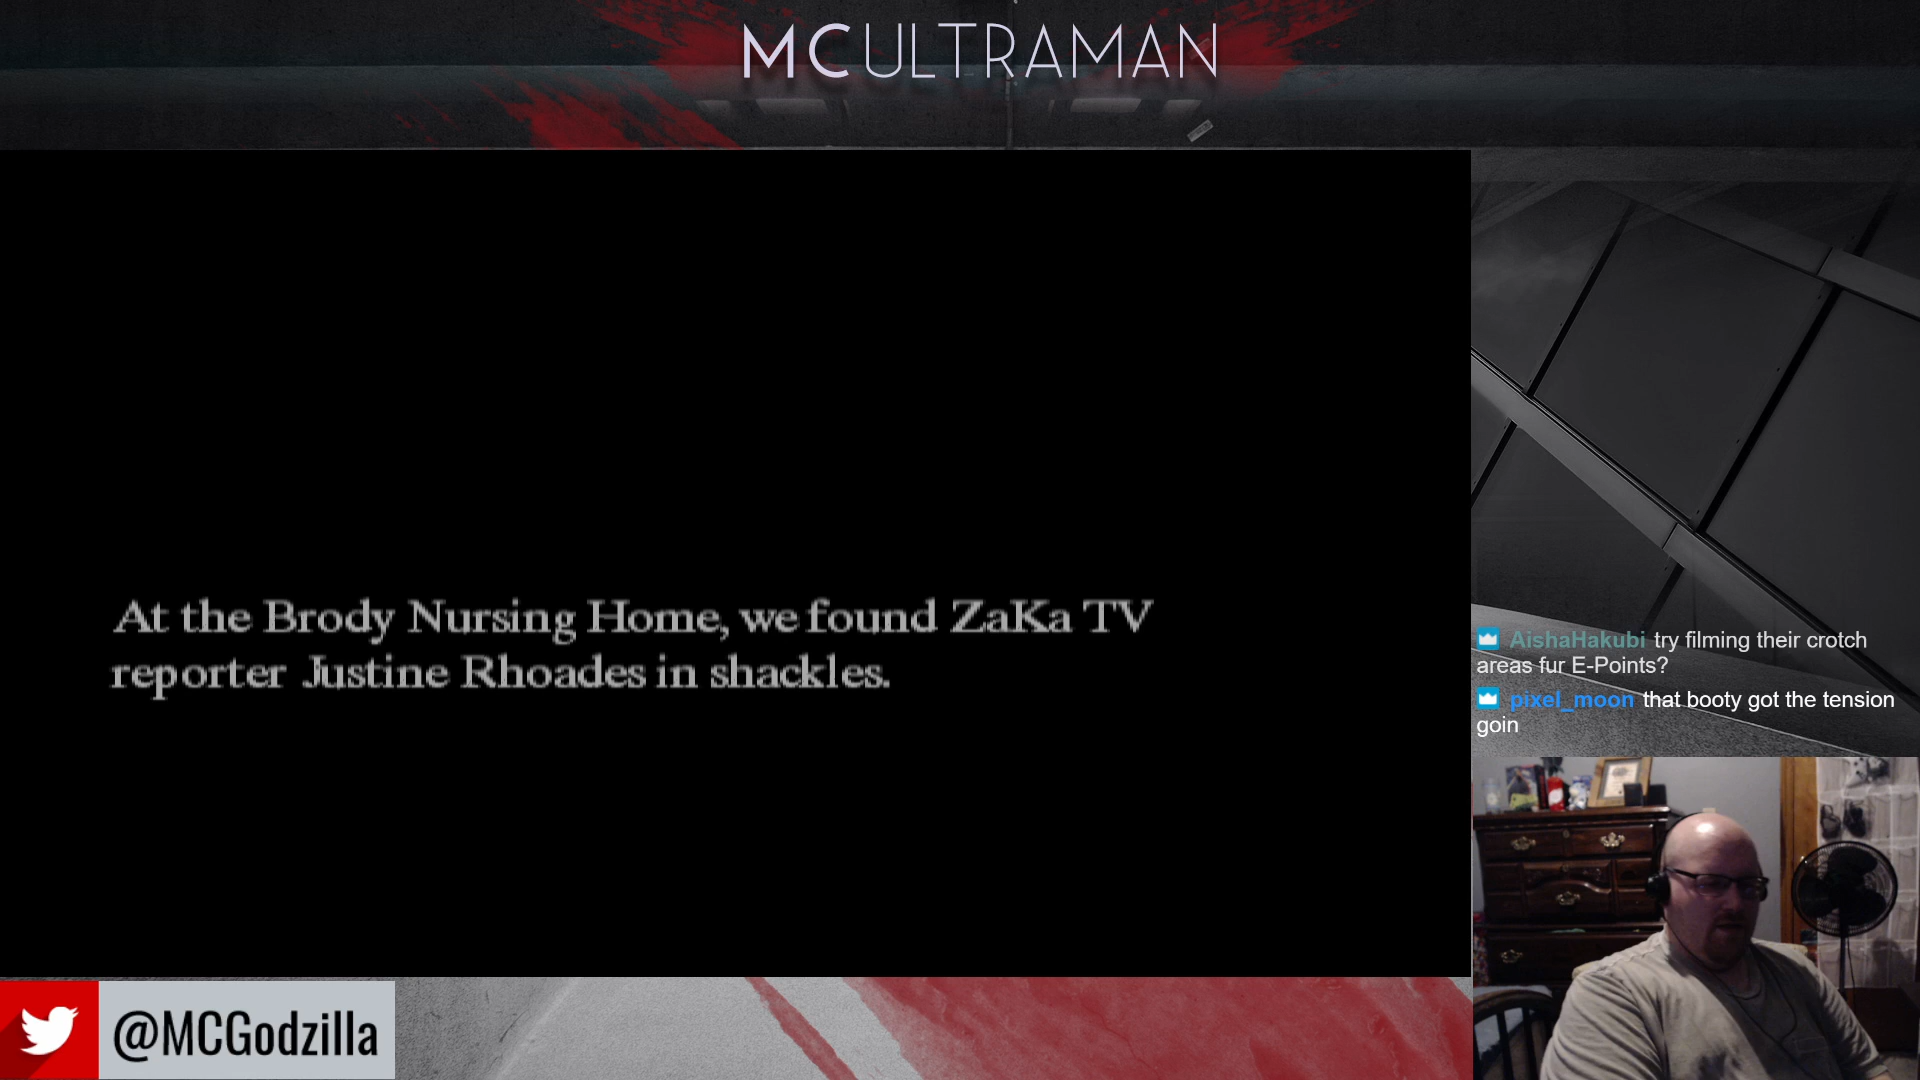 MCULTRAMAN
At the Brody Nursing Home, we found ZaKa TV
reporter Justine Rhoades in shackles.
AishaHakubi try filming their crotch
areas fur E-Points?
pixel_moon that booty got the tension
goin
@MCGodzilla